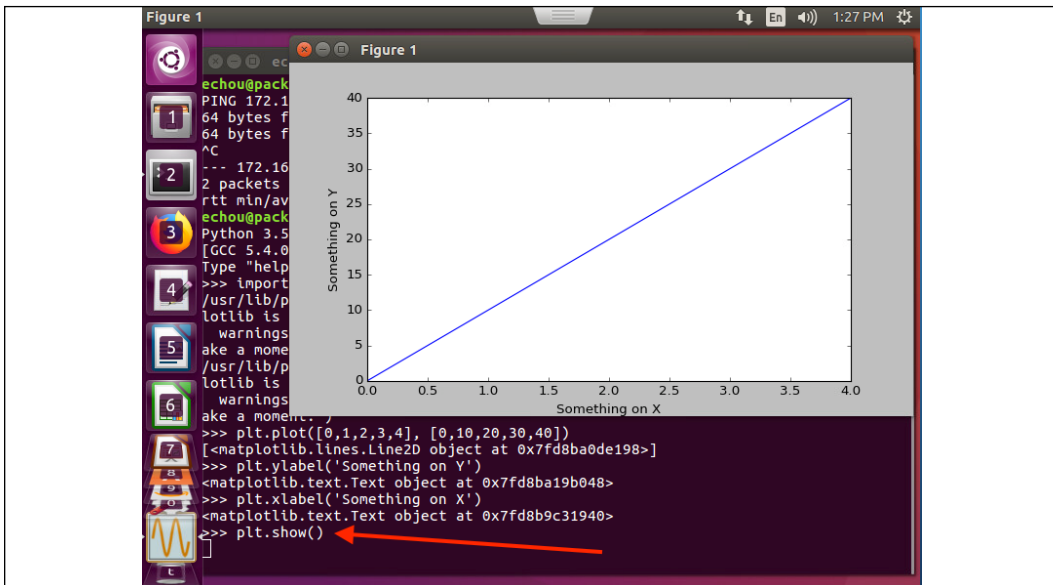 Figure 1
En
1:27 PM
Figure 1
ec
echou@pack
PING 172.1
64 bytes f
64 bytes f
^C
--- 172.16
2 packets
rtt min/av
echou@pack
Python 3.5
[GCC 5.4.0
Type "help
>>> import
/usr/lib/p
lotlib is
warnings
ake a mome
/usr/lib/p
lotlib is
warnings
ake a moment.')
>>> plt.plot([0,1,2,3,4], [0,10,20,30,40])
[<matplotlib.lines.Line2D object at 0x7fd8ba0de198>]
>>> plt.ylabel('Something on Y')
<matplotlib.text.Text object at 0x7fd8ba19b048>
>>> plt.xlabel('Something on X')
<matplotlib.text.Text object at 0x7fd8b9c31940>
>>> plt.show()
1
2
3
4
5
6
7
8
9
0
t
40
35
30
25
20
15
10
5
0
Something on Y
0.0 0.5 1.0 1.5 2.0 2.5 3.0 3.5 4.0
Something on X